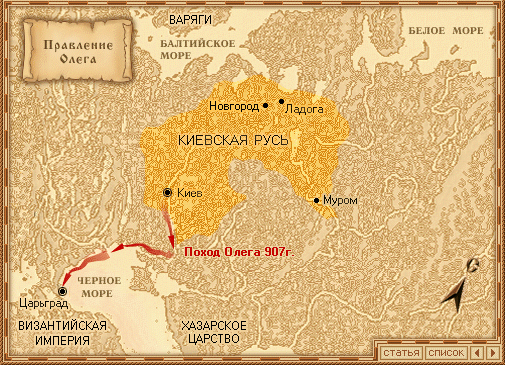 ВАРЯГИ
Правление
Олега
БАЛТИЙСКОЕ
МОРЕ
БЕЛОЕ МОРЕ
Новгород
Ладога
КИЕВСКАЯ РУСЬ
Киев
Муром
Поход Олега 907г.
ЧЕРНОЕ
МОРЕ
Царьград
ВИЗАНТИЙСКАЯ
ИМПЕРИЯ
ХАЗАРСКОЕ
ЦАРСТВО
статья список